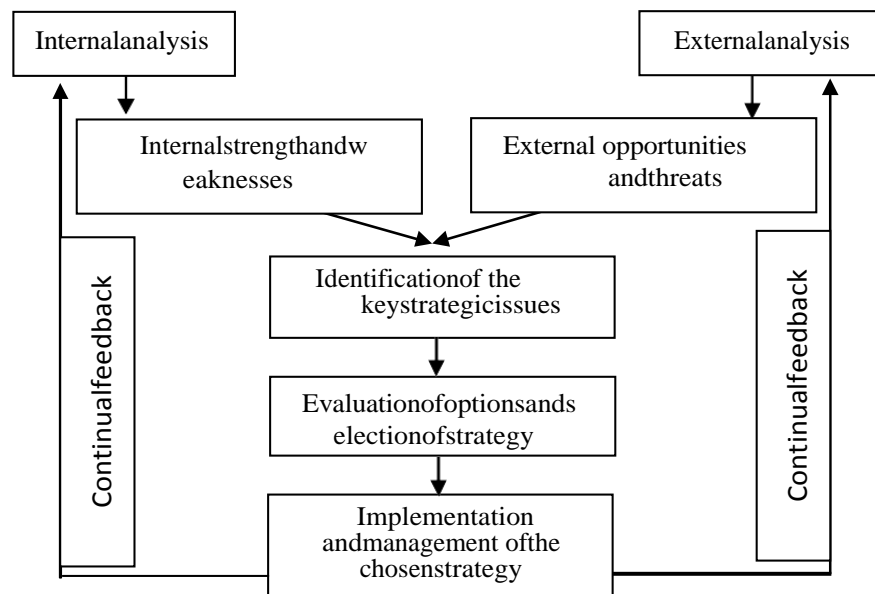 Internalanalysis
Externalanalysis
Internalstrengthandw
eaknesses
External opportunities
andthreats
Identificationof the
keystrategicissues
Evaluationofoptionsands
electionofstrategy
Implementation
andmanagement ofthe
chosenstrategy
Continualfeedback
Continualfeedback